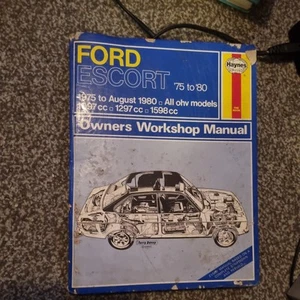 FORD
Haynes
ESCORT '75 to '80
1975 to August 1980 □ All ohv models
1097 cc □ 1297 cc □ 1598 cc
Owners Workshop Manual